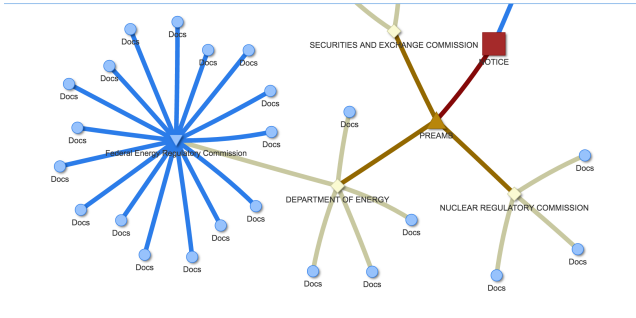 Docs
Docs
Docs
SECURITIES AND EXCHANGE COMMISSION
NOTICE
Docs
Docs
Docs
Docs
Docs
PREAMB
Docs
Docs
Federal Energy Regulatory Commission
Docs
Docs
DEPARTMENT OF ENERGY
NUCLEAR REGULATORY COMMISSION
Docs
Docs
Docs
Docs
Docs
Docs
Docs
Docs
Docs
Docs
Docs
Docs